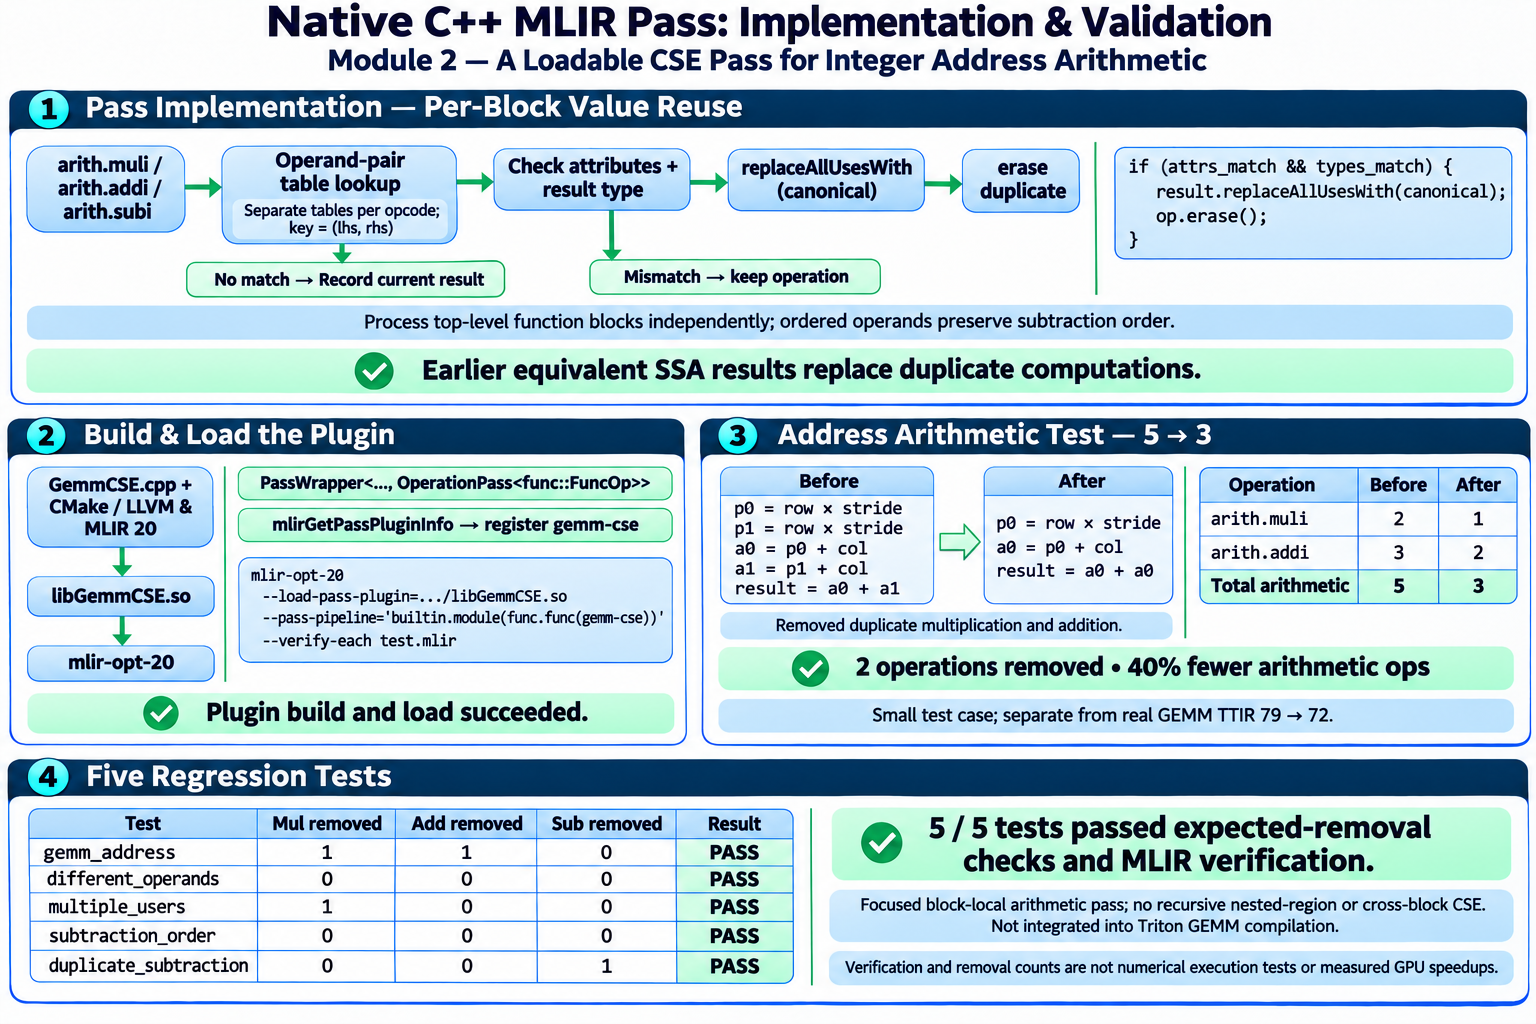 Native C++ MLIR Pass: Implementation & Validation
Module 2 — A Loadable CSE Pass for Integer Address Arithmetic
1 Pass Implementation — Per-Block Value Reuse
arith.muli /
arith.addi /
arith.subi
Operand-pair
table lookup
Separate tables per opcode;
key = (lhs, rhs)
Check attributes +
result type
replaceAllUsesWith
(canonical)
erase
duplicate
No match → Record current result
Mismatch → keep operation
if (attrs_match && types_match) {
result.replaceAllUsesWith(canonical);
op.erase();
}
Process top-level function blocks independently; ordered operands preserve subtraction order.
Earlier equivalent SSA results replace duplicate computations.
2 Build & Load the Plugin
GemmCSE.cpp +
CMake / LLVM &
MLIR 20
libGemmCSE.so
mlir-opt-20
PassWrapper<..., OperationPass<func::FuncOp>>
mlirGetPassPluginInfo → register gemm-cse
mlir-opt-20
--load-pass-plugin=.../libGemmCSE.so
--pass-pipeline='builtin.module(func.func(gemm-cse))'
--verify-each test.mlir
Plugin build and load succeeded.
3 Address Arithmetic Test — 5 → 3
Before
p0 = row × stride
p1 = row × stride
a0 = p0 + col
a1 = p1 + col
result = a0 + a1
After
p0 = row × stride
a0 = p0 + col
result = a0 + a0
Removed duplicate multiplication and addition.
Operation Before After
arith.muli 2 1
arith.addi 3 2
Total arithmetic 5 3
2 operations removed • 40% fewer arithmetic ops
Small test case; separate from real GEMM TTIR 79 → 72.
4 Five Regression Tests
Test Mul removed Add removed Sub removed Result
gemm_address 1 1 0 PASS
different_operands 0 0 0 PASS
multiple_users 1 0 0 PASS
subtraction_order 0 0 0 PASS
duplicate_subtraction 0 0 1 PASS
5 / 5 tests passed expected-removal
checks and MLIR verification.
Focused block-local arithmetic pass; no recursive nested-region or cross-block CSE.
Not integrated into Triton GEMM compilation.
Verification and removal counts are not numerical execution tests or measured GPU speedups.